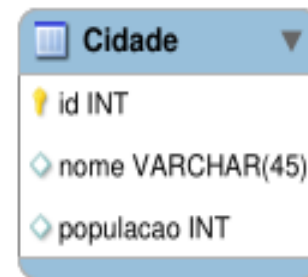 Cidade
id INT
nome VARCHAR(45)
populacao INT